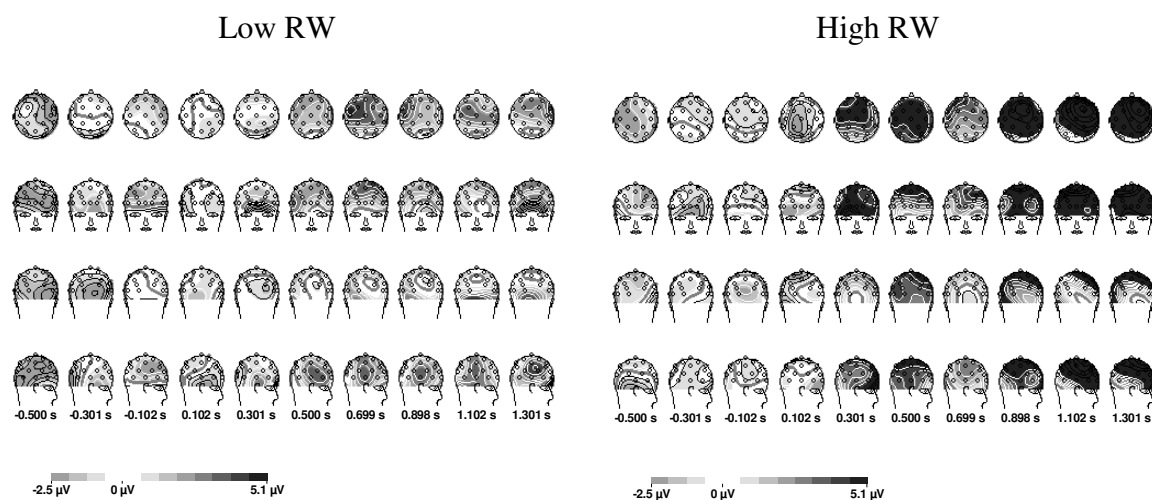 Low RW
High RW
-0.500 s -0.301 s -0.102 s 0.102 s 0.301 s 0.500 s 0.699 s 0.898 s 1.102 s 1.301 s
-0.500 s -0.301 s -0.102 s 0.102 s 0.301 s 0.500 s 0.699 s 0.898 s 1.102 s 1.301 s
-2.5 µV 0 µV 5.1 µV
-2.5 µV 0 µV 5.1 µV